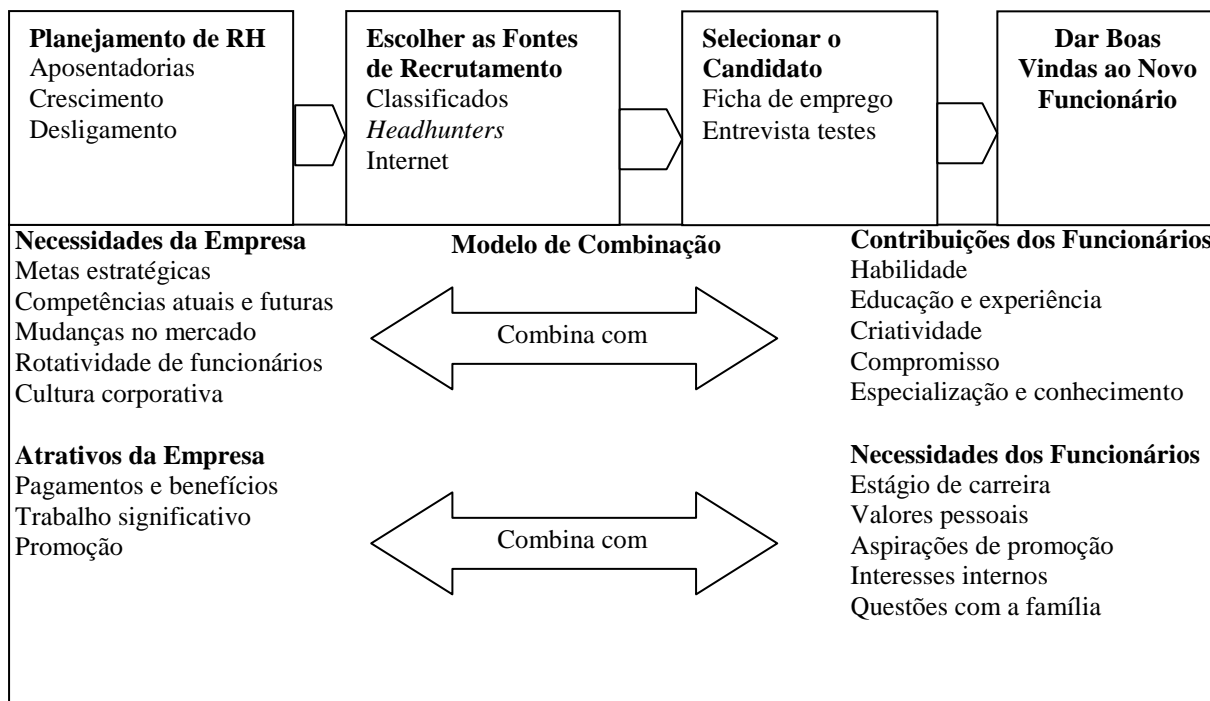 Planejamento de RH
Aposentadorias
Crescimento
Desligamento
Escolher as Fontes
de Recrutamento
Classificados
Headhunters
Internet
Selecionar o
Candidato
Ficha de emprego
Entrevista testes
Dar Boas
Vindas ao Novo
Funcionário
Necessidades da Empresa
Metas estratégicas
Competências atuais e futuras
Mudanças no mercado
Rotatividade de funcionários
Cultura corporativa
Modelo de Combinação
Combina com
Contribuições dos Funcionários
Habilidade
Educação e experiência
Criatividade
Compromisso
Especialização e conhecimento
Atrativos da Empresa
Pagamentos e benefícios
Trabalho significativo
Promoção
Combina com
Necessidades dos Funcionários
Estágio de carreira
Valores pessoais
Aspirações de promoção
Interesses internos
Questões com a família